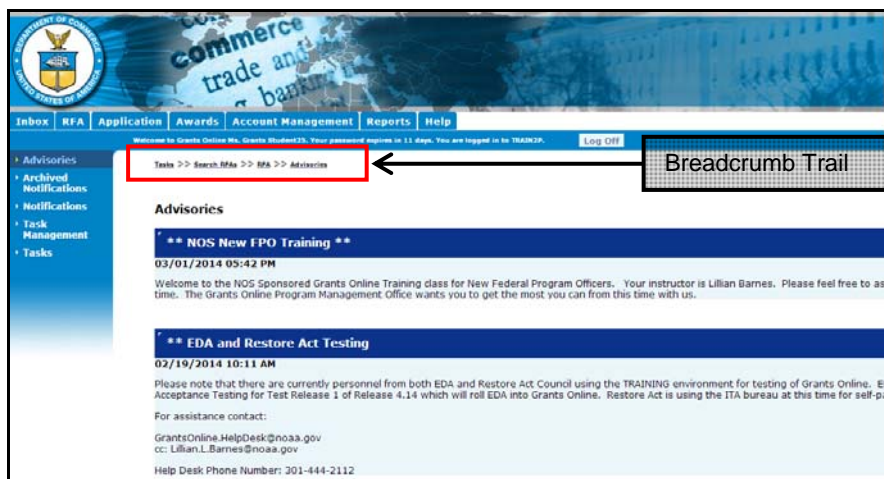 DEPARTMENT OF COMMERCE
UNITED STATES OF AMERICA
commerce
trade and
banking
Inbox RFA Application Awards Account Management Reports Help
Welcome to Grants Online Ms. Grants Student25. Your password expires in 11 days. You are logged in to TRAIN2P.
Log Off
Advisories
Archived
Notifications
Notifications
Task
Management
Tasks
Tasks >> Search RFAs >> RFA >> Advisories
Breadcrumb Trail
Advisories
** NOS New FPO Training **
03/01/2014 05:42 PM
Welcome to the NOS Sponsored Grants Online Training class for New Federal Program Officers. Your instructor is Lillian Barnes. Please feel free to as
time. The Grants Online Program Management Office wants you to get the most you can from this time with us.
** EDA and Restore Act Testing
02/19/2014 10:11 AM
Please note that there are currently personnel from both EDA and Restore Act Council using the TRAINING environment for testing of Grants Online. E
Acceptance Testing for Test Release 1 of Release 4.14 which will roll EDA into Grants Online. Restore Act is using the ITA bureau at this time for self-pa
For assistance contact:
GrantsOnline.HelpDesk@noaa.gov
cc: Lillian.L.Barnes@noaa.gov
Help Desk Phone Number: 301-444-2112